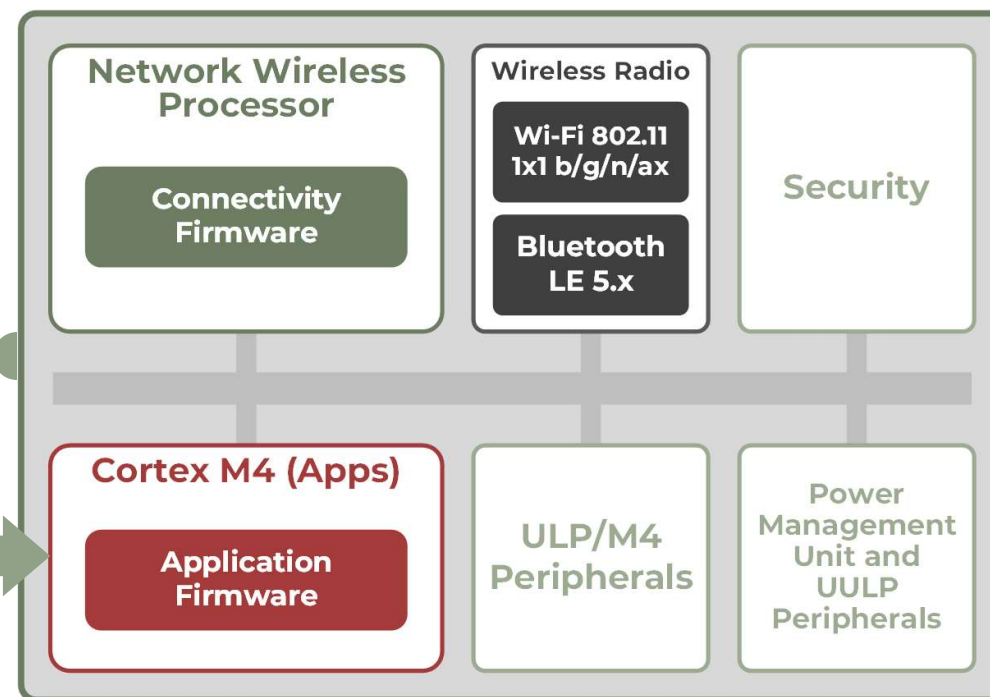 Network Wireless
Processor
Connectivity
Firmware
Wireless Radio
Wi-Fi 802.11
1x1 b/g/n/ax
Bluetooth
LE 5.x
Security
Cortex M4 (Apps)
Application
Firmware
ULP/M4
Peripherals
Power
Management
Unit and
UULP
Peripherals